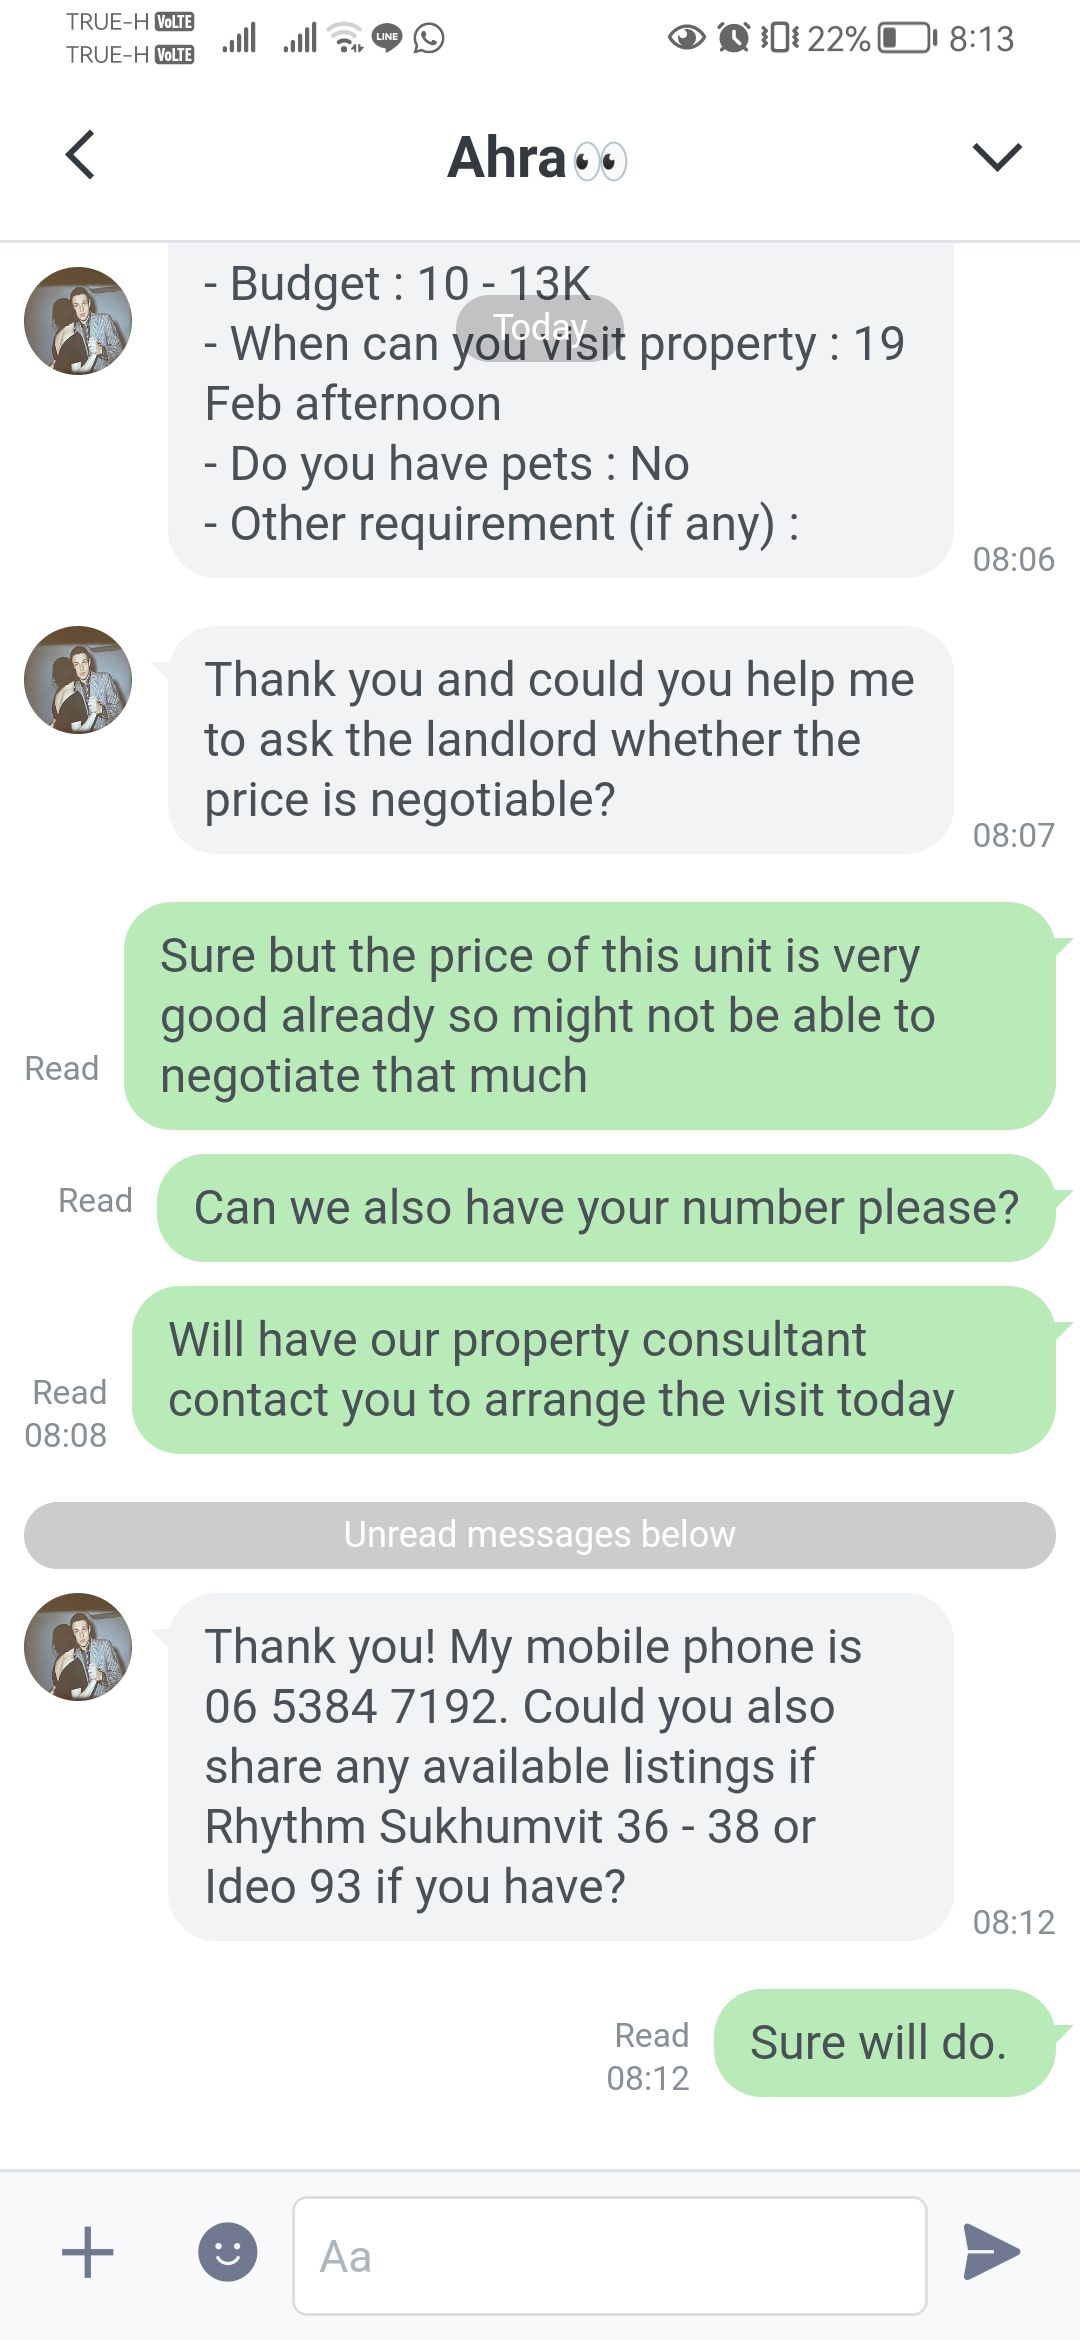 TRUE-H VoLTE
TRUE-H VoLTE
LINE
22%
8:13
Ahra👀
Today
- Budget : 10 - 13K
- When can you visit property : 19
Feb afternoon
- Do you have pets : No
- Other requirement (if any) :
08:06
Thank you and could you help me
to ask the landlord whether the
price is negotiable?
08:07
Sure but the price of this unit is very
good already so might not be able to
negotiate that much
Read
Can we also have your number please?
Read
Will have our property consultant
contact you to arrange the visit today
Read
08:08
Unread messages below
Thank you! My mobile phone is
06 5384 7192. Could you also
share any available listings if
Rhythm Sukhumvit 36 - 38 or
Ideo 93 if you have?
08:12
Sure will do.
Read
08:12
Aa